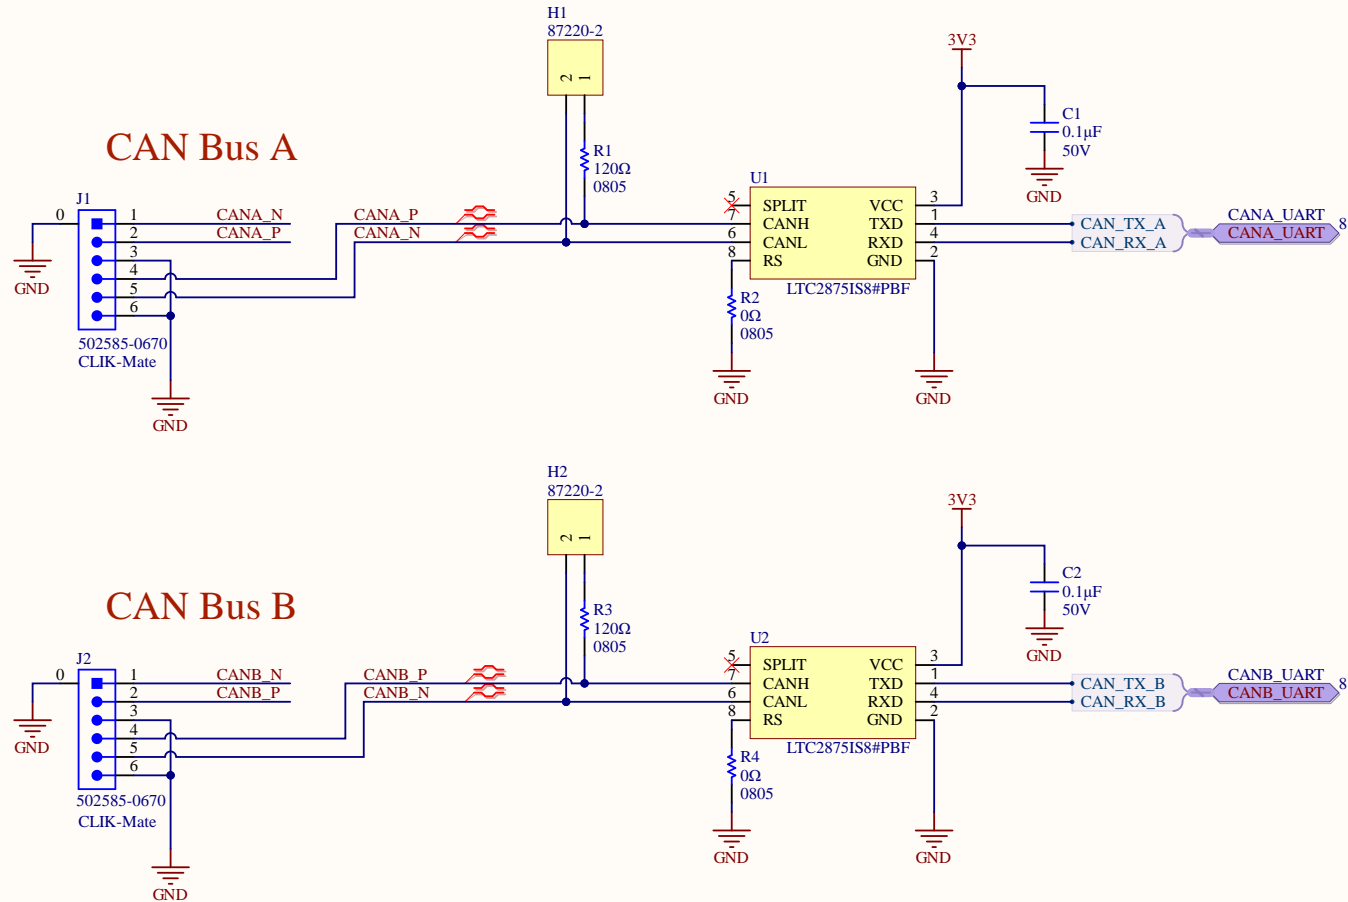 H1
87220-2
2 1
3V3
C1
0.1µF
50V
GND
CAN Bus A
R1
120Ω
0805
J1
0
1
2
3
4
5
6
CANA_N
CANA_P
CANA_P
CANA_N
GND
502585-0670
CLIK-Mate
GND
U1
5 SPLIT
7 CANH
6 CANL
8 RS
VCC 3
TXD 1
RXD 4
GND 2
LTC2875IS8#PBF
R2
0Ω
0805
GND
GND
CAN_TX_A
CAN_RX_A
CANA_UART
CANA_UART
8
H2
87220-2
2 1
3V3
C2
0.1µF
50V
GND
CAN Bus B
R3
120Ω
0805
J2
0
1
2
3
4
5
6
CANB_N
CANB_P
CANB_P
CANB_N
GND
502585-0670
CLIK-Mate
GND
U2
5 SPLIT
7 CANH
6 CANL
8 RS
VCC 3
TXD 1
RXD 4
GND 2
LTC2875IS8#PBF
R4
0Ω
0805
GND
GND
CAN_TX_B
CAN_RX_B
CANB_UART
CANB_UART
8